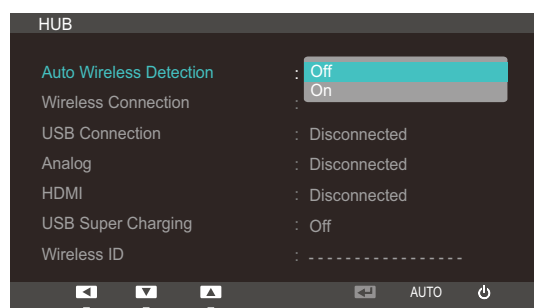 HUB
Auto Wireless Detection : Off
On
Wireless Connection :
USB Connection : Disconnected
Analog : Disconnected
HDMI : Disconnected
USB Super Charging : Off
Wireless ID : - - - - - - - - - - - - - - - - -
AUTO